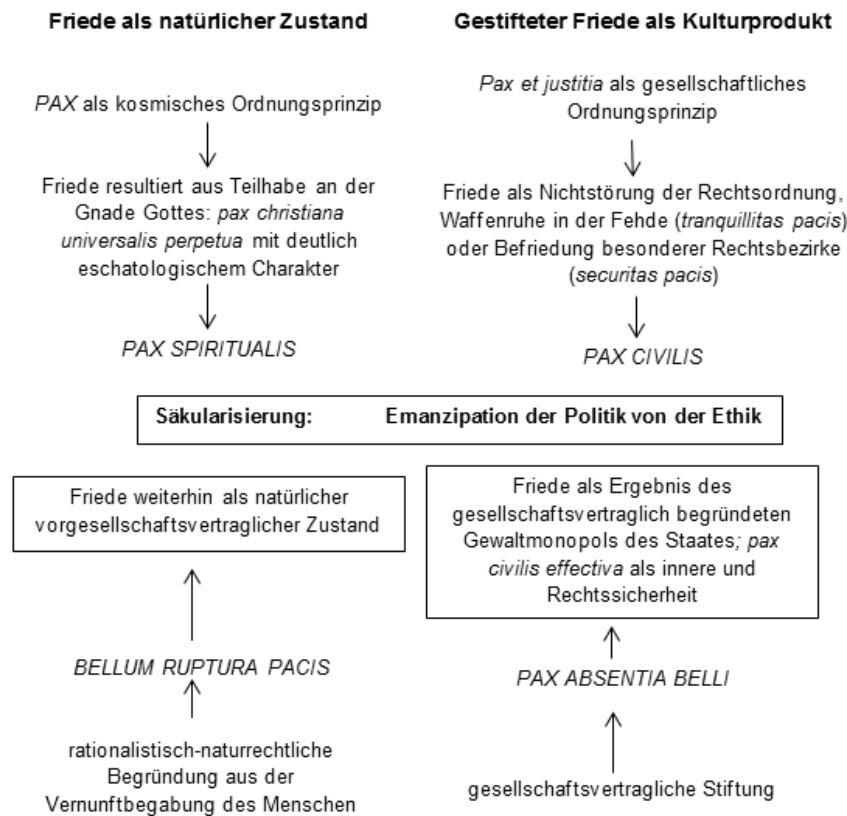 Friede als natürlicher Zustand
PAX als kosmisches Ordnungsprinzip
Friede resultiert aus Teilhabe an der
Gnade Gottes: pax christiana
universalis perpetua mit deutlich
eschatologischem Charakter
PAX SPIRITUALIS
Gestifteter Friede als Kulturprodukt
Pax et justitia als gesellschaftliches
Ordnungsprinzip
Friede als Nichtstörung der Rechtsordnung,
Waffenruhe in der Fehde (tranquillitas pacis)
oder Befriedung besonderer Rechtsbezirke
(securitas pacis)
PAX CIVILIS
Säkularisierung: Emanzipation der Politik von der Ethik
Friede weiterhin als natürlicher
vorgesellschaftsvertraglicher Zustand
BELLUM RUPTURA PACIS
rationalistisch-naturrechtliche
Begründung aus der
Vernunftbegabung des Menschen
Friede als Ergebnis des
gesellschaftsvertraglich begründeten
Gewaltmonopols des Staates; pax
civilis effectiva als innere und
Rechtssicherheit
PAX ABSENTIA BELLI
gesellschaftsvertragliche Stiftung